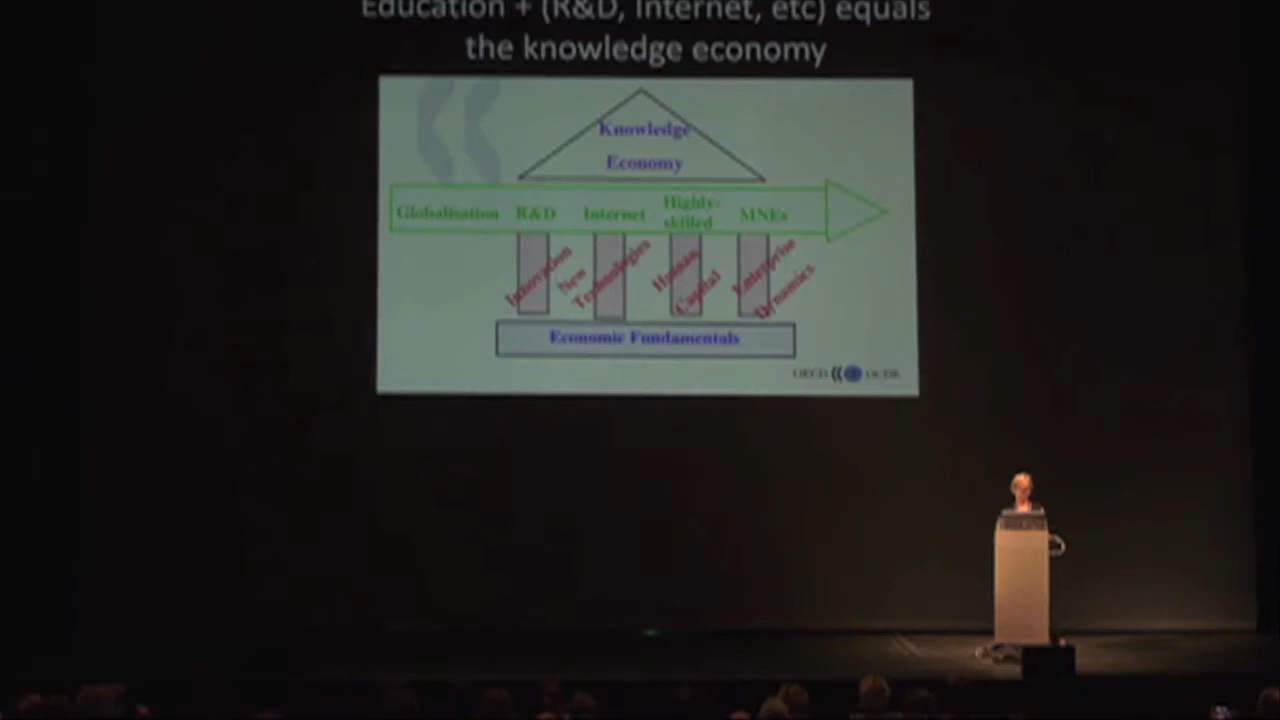 Education + (R&D, Internet, etc) equals
the knowledge economy
Knowledge
Economy
Globalisation R&D Internet Highly-skilled MNEs
Innovation
New
Technologies
Human
Capital
Enterprise
Dynamics
Economic Fundamentals
OECD OCDE